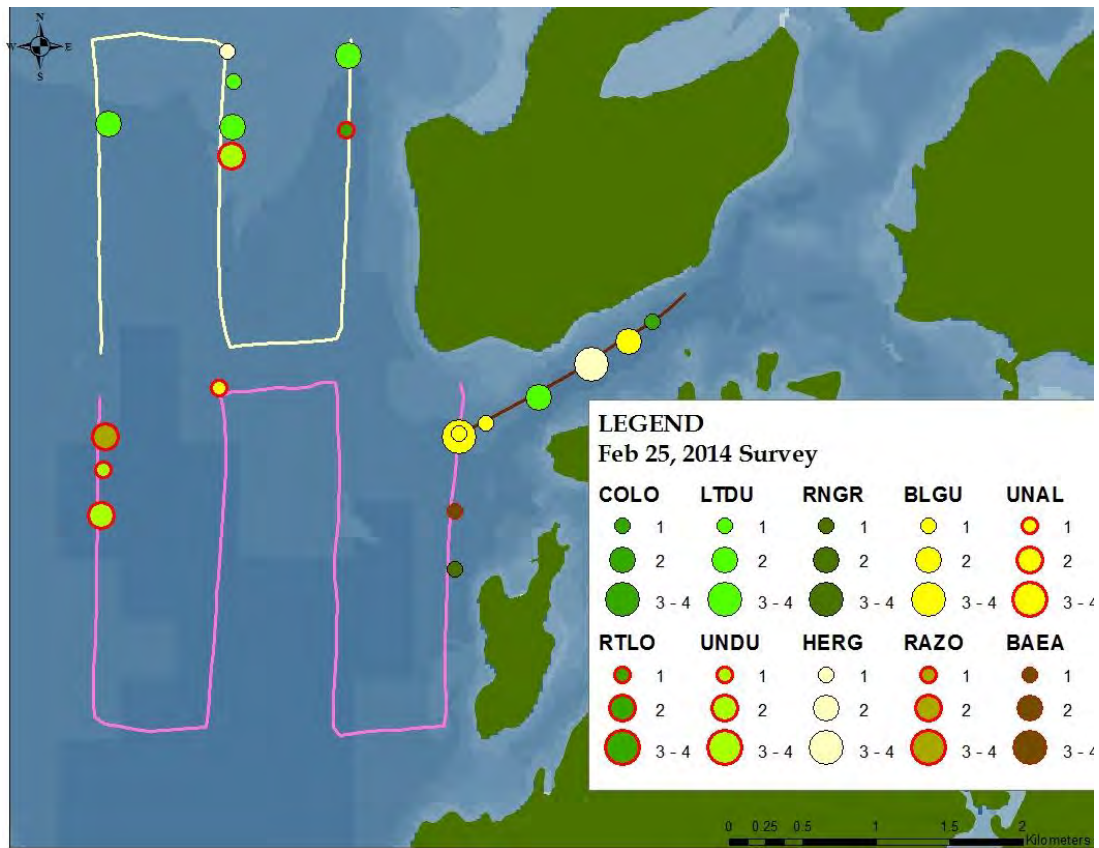 N
W E
S
LEGEND
Feb 25, 2014 Survey
COLO LTDU RNGR BLGU UNAL
1 1 1 1 1
2 2 2 2 2
3 - 4 3 - 4 3 - 4 3 - 4 3 - 4
RTLO UNDU HERG RAZO BAEA
1 1 1 1 1
2 2 2 2 2
3 - 4 3 - 4 3 - 4 3 - 4 3 - 4
0 0.25 0.5 1 1.5 2
Kilometers